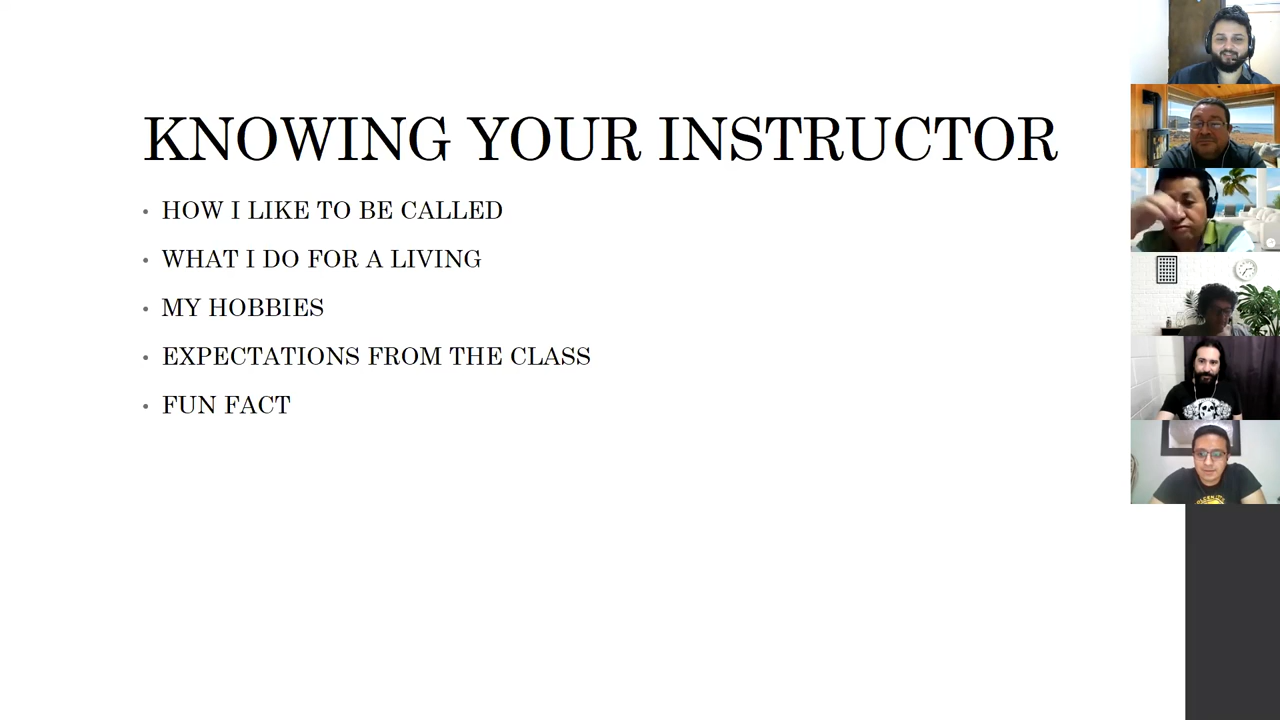 KNOWING YOUR INSTRUCTOR
HOW I LIKE TO BE CALLED
WHAT I DO FOR A LIVING
MY HOBBIES
EXPECTATIONS FROM THE CLASS
FUN FACT